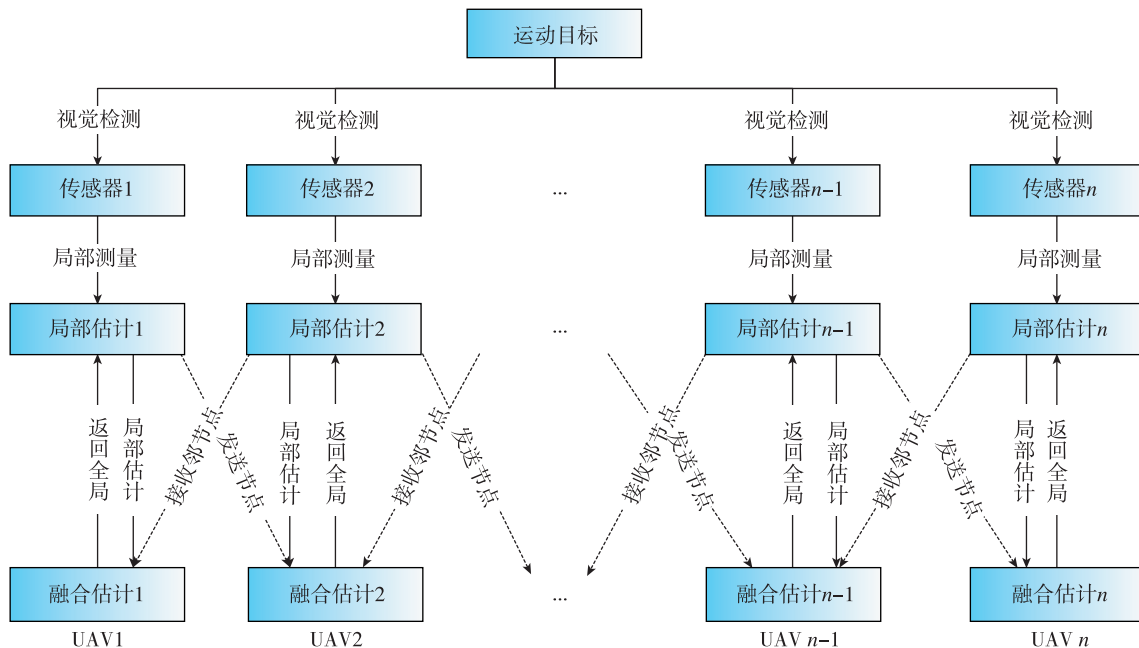 运动目标
视觉检测 视觉检测 视觉检测 视觉检测
传感器1 传感器2 ... 传感器n-1 传感器n
局部测量 局部测量 局部测量 局部测量
局部估计1 局部估计2 ... 局部估计n-1 局部估计n
返回全局 局部估计 发送节点 接收邻节点 局部估计 返回全局 发送节点 接收邻节点 接收邻节点 发送节点 返回全局 局部估计 接收邻节点 发送节点 局部估计 返回全局
融合估计1 融合估计2 ... 融合估计n-1 融合估计n
UAV1 UAV2 UAV n-1 UAV n